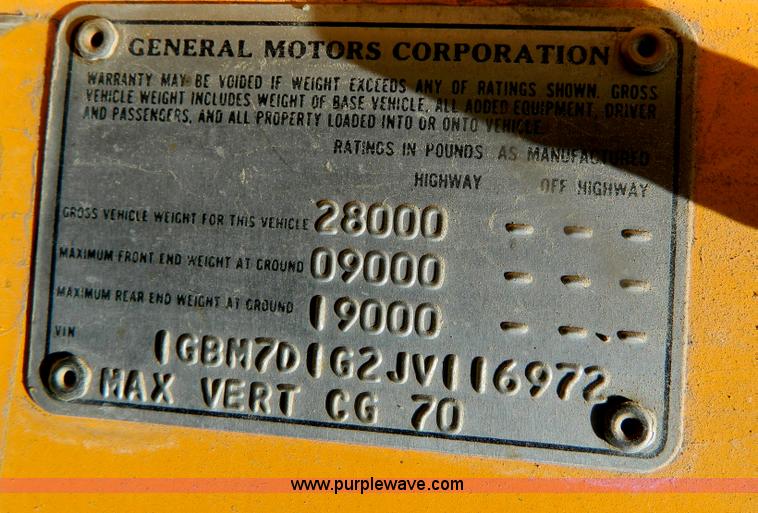 GENERAL MOTORS CORPORATION
WARRANTY MAY BE VOIDED IF WEIGHT EXCEEDS ANY OF RATINGS SHOWN. GROSS
VEHICLE WEIGHT INCLUDES WEIGHT OF BASE VEHICLE, ALL ADDED EQUIPMENT, DRIVER
AND PASSENGERS, AND ALL PROPERTY LOADED INTO OR ONTO VEHICLE.
RATINGS IN POUNDS AS MANUFACTURED
HIGHWAY OFF HIGHWAY
GROSS VEHICLE WEIGHT FOR THIS VEHICLE 28000 - - -
MAXIMUM FRONT END WEIGHT AT GROUND 09000 - - -
MAXIMUM REAR END WEIGHT AT GROUND 19000 - - -
VIN 1GBM7D1G2JV116972
MAX VERT CG 70
www.purplewave.com